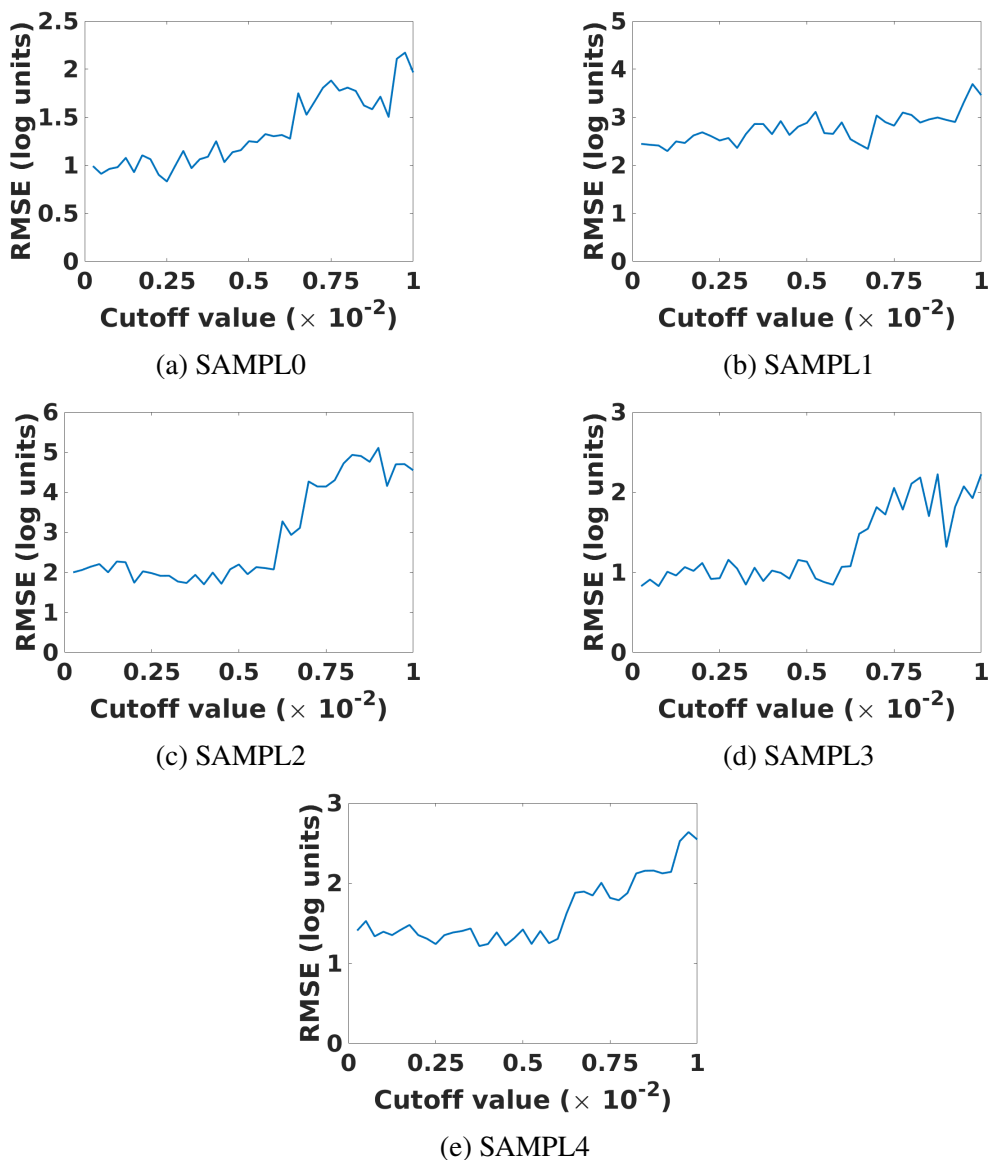 RMSE (log units)
2.5
2
1.5
1
0.5
0
0 0.25 0.5 0.75 1
Cutoff value (× 10⁻²)
(a) SAMPL0
RMSE (log units)
5
4
3
2
1
0
0 0.25 0.5 0.75 1
Cutoff value (× 10⁻²)
(b) SAMPL1
RMSE (log units)
6
5
4
3
2
1
0
0 0.25 0.5 0.75 1
Cutoff value (× 10⁻²)
(c) SAMPL2
RMSE (log units)
3
2
1
0
0 0.25 0.5 0.75 1
Cutoff value (× 10⁻²)
(d) SAMPL3
RMSE (log units)
3
2
1
0
0 0.25 0.5 0.75 1
Cutoff value (× 10⁻²)
(e) SAMPL4